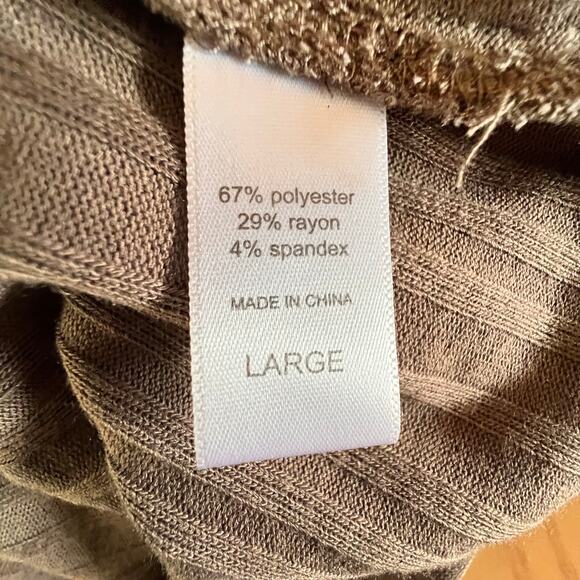 67% polyester
29% rayon
4% spandex
MADE IN CHINA
LARGE